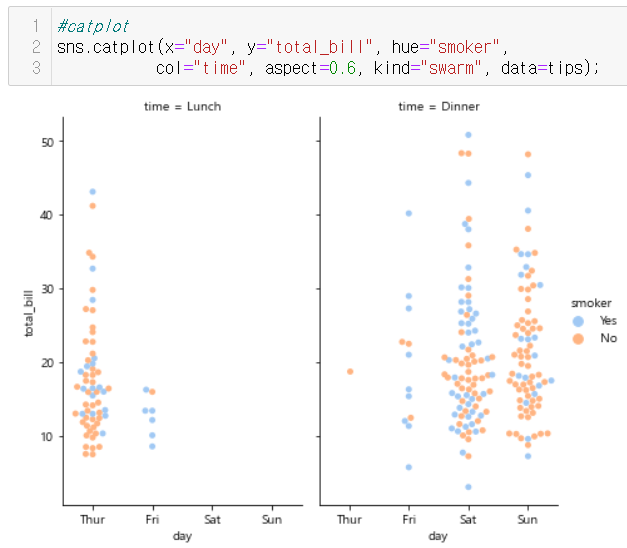 1 #catplot
2 sns.catplot(x="day", y="total_bill", hue="smoker",
3 col="time", aspect=0.6, kind="swarm", data=tips);
time = Lunch
time = Dinner
50
40
30
20
10
total_bill
Thur Fri Sat Sun
day
Thur Fri Sat Sun
day
smoker
Yes
No